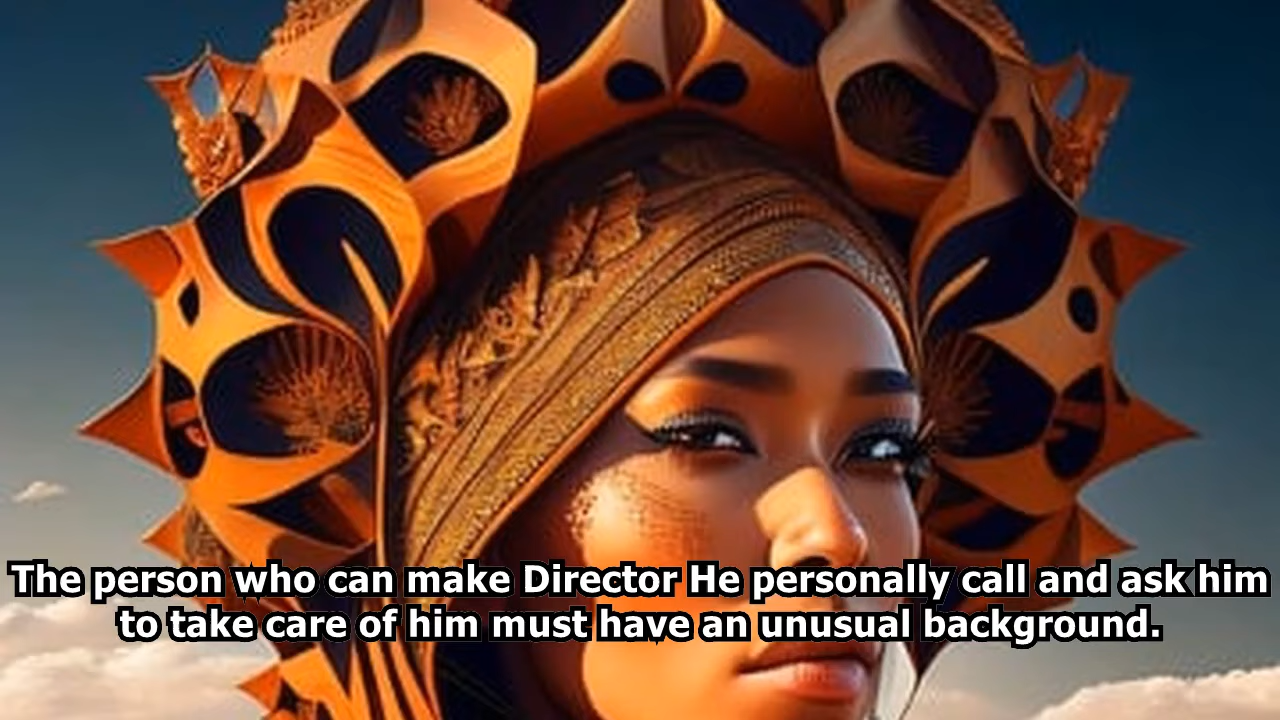 The person who can make Director He personally call and ask him
to take care of him must have an unusual background.